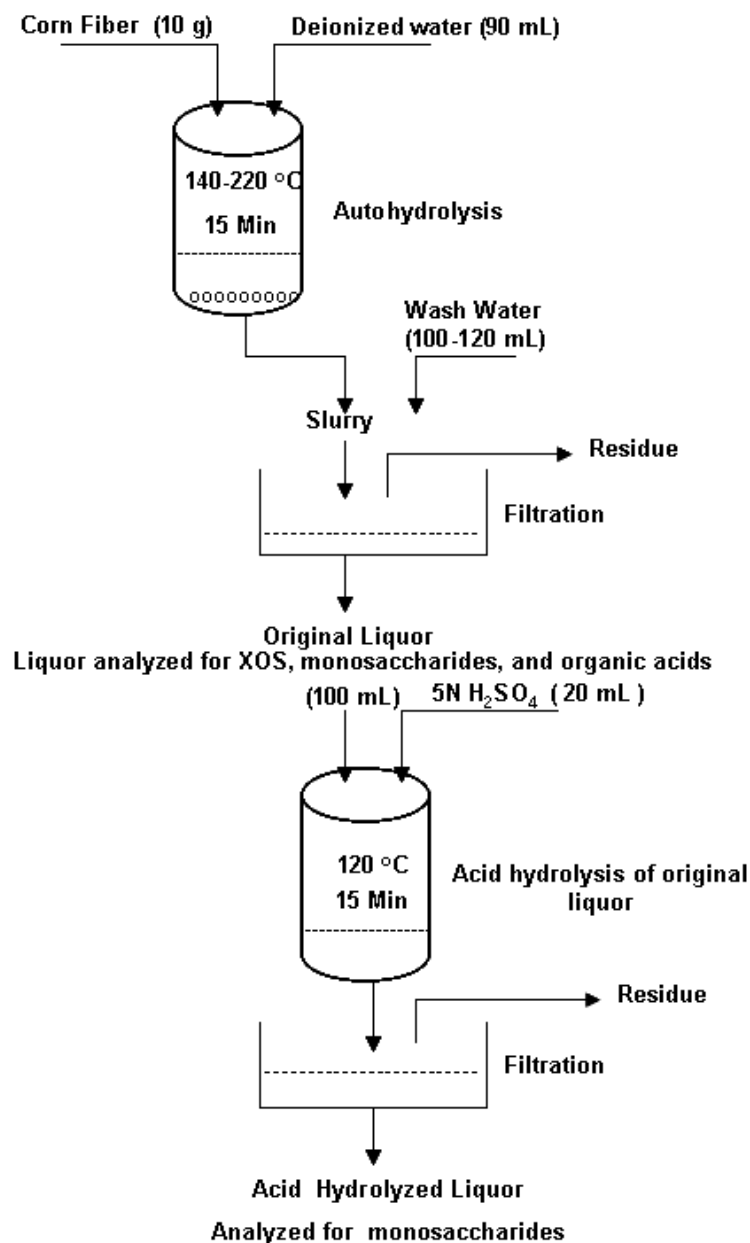 Corn Fiber (10 g)
Deionized water (90 mL)
140-220 °C
15 Min
Autohydrolysis
ooooooooo
Wash Water
(100-120 mL)
Slurry
Residue
Filtration
Original Liquor
Liquor analyzed for XOS, monosaccharides, and organic acids
(100 mL)
5N H₂SO₄ ( 20 mL )
120 °C
15 Min
Acid hydrolysis of original
liquor
Residue
Filtration
Acid Hydrolyzed Liquor
Analyzed for monosaccharides